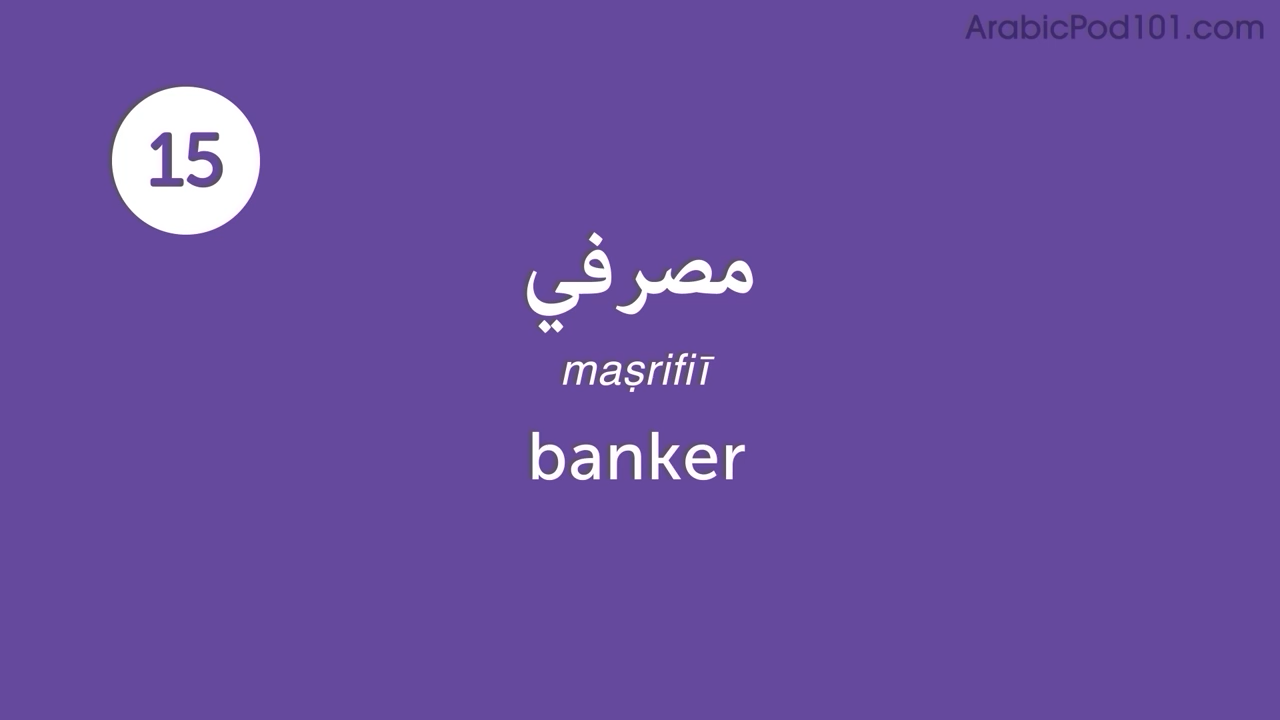 ArabicPod101.com
15
مصرفي
maṣrifiī
banker